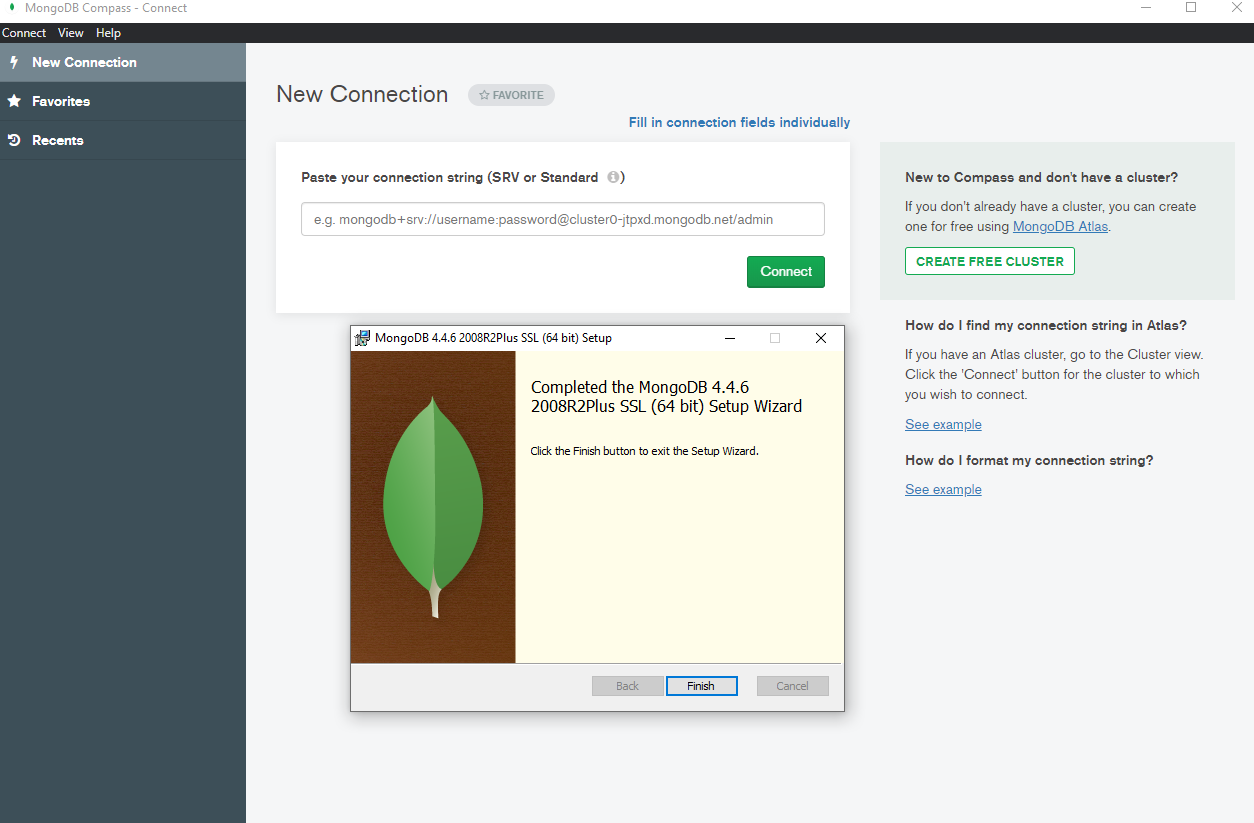 MongoDB Compass - Connect
Connect View Help
New Connection
Favorites
Recents
New Connection
FAVORITE
Fill in connection fields individually
Paste your connection string (SRV or Standard )
e.g. mongodb+srv://username:password@cluster0-jtpxd.mongodb.net/admin
Connect
New to Compass and don't have a cluster?
If you don't already have a cluster, you can create
one for free using MongoDB Atlas.
CREATE FREE CLUSTER
How do I find my connection string in Atlas?
If you have an Atlas cluster, go to the Cluster view.
Click the 'Connect' button for the cluster to which
you wish to connect.
See example
How do I format my connection string?
See example
MongoDB 4.4.6 2008R2Plus SSL (64 bit) Setup
Completed the MongoDB 4.4.6
2008R2Plus SSL (64 bit) Setup Wizard
Click the Finish button to exit the Setup Wizard.
Back
Finish
Cancel